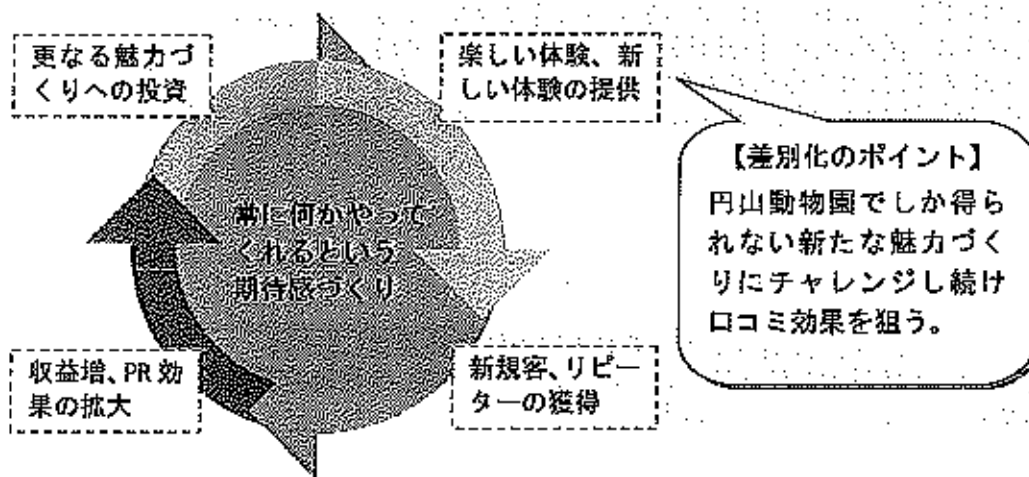 更なる魅力づ
くりへの投資
楽しい体験、新
しい体験の提供
【差別化のポイント】
円山動物園でしか得ら
れない新たな魅力づく
りにチャレンジし続け
口コミ効果を狙う。
常に何かやって
くれるという
期待感づくり
収益増、PR 効
果の拡大
新規客、リピー
ターの獲得